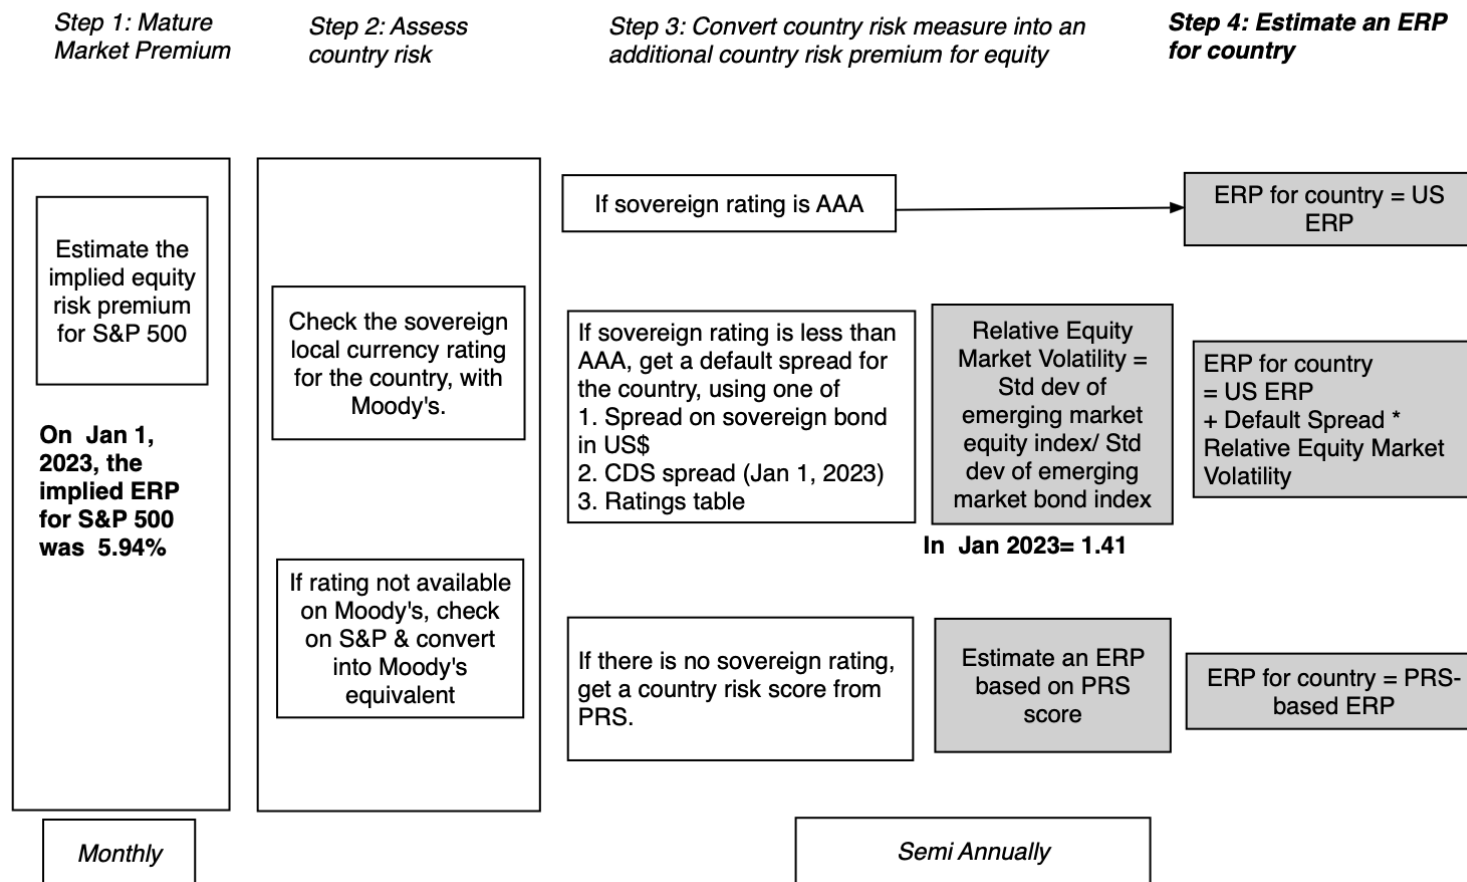 Step 1: Mature
Market Premium
Step 2: Assess
country risk
Step 3: Convert country risk measure into an
additional country risk premium for equity
Step 4: Estimate an ERP
for country
Estimate the
implied equity
risk premium
for S&P 500
On Jan 1,
2023, the
implied ERP
for S&P 500
was 5.94%
Monthly
Check the sovereign
local currency rating
for the country, with
Moody's.
If rating not available
on Moody's, check
on S&P & convert
into Moody's
equivalent
If sovereign rating is AAA
ERP for country = US
ERP
If sovereign rating is less than
AAA, get a default spread for
the country, using one of
1. Spread on sovereign bond
in US$
2. CDS spread (Jan 1, 2023)
3. Ratings table
Relative Equity
Market Volatility =
Std dev of
emerging market
equity index/ Std
dev of emerging
market bond index
In Jan 2023= 1.41
ERP for country
= US ERP
+ Default Spread *
Relative Equity Market
Volatility
If there is no sovereign rating,
get a country risk score from
PRS.
Estimate an ERP
based on PRS
score
ERP for country = PRS-
based ERP
Semi Annually